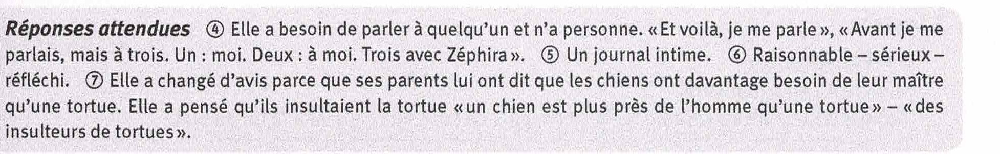 Réponses attendues ④ Elle a besoin de parler à quelqu’un et n’a personne. « Et voilà, je me parle », « Avant je me
parlais, mais à trois. Un : moi. Deux : à moi. Trois avec Zéphira ». ⑤ Un journal intime. ⑥ Raisonnable – sérieux –
réfléchi. ⑦ Elle a changé d’avis parce que ses parents lui ont dit que les chiens ont davantage besoin de leur maître
qu’une tortue. Elle a pensé qu’ils insultaient la tortue « un chien est plus près de l’homme qu’une tortue » – « des
insulteurs de tortues ».